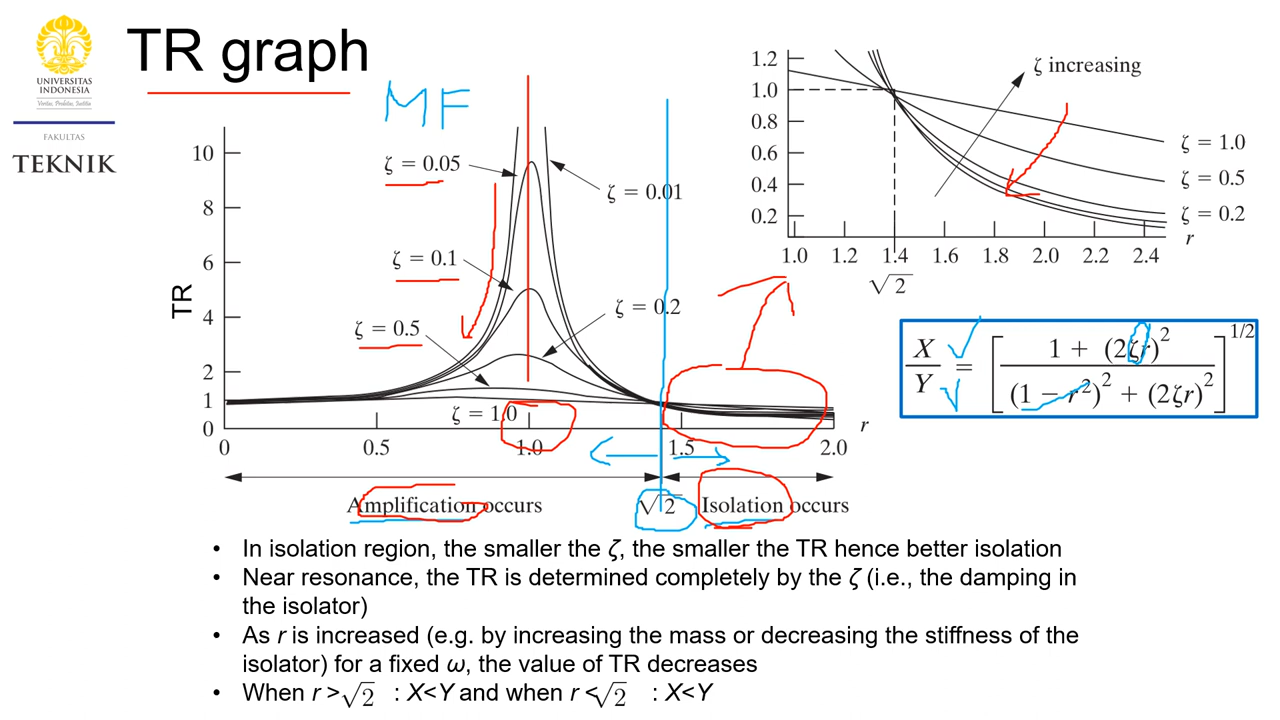 UNIVERSITAS
INDONESIA
Veritas, Probitas, Iustitia
FAKULTAS
TEKNIK
TR graph
MF
TR
10
8
6
4
2
1
0
ζ = 0.05
ζ = 0.01
ζ = 0.1
ζ = 0.2
ζ = 0.5
ζ = 1.0
0 0.5 1.0 1.5 2.0
r
Amplification occurs
√2
Isolation occurs
1.2
1.0
0.8
0.6
0.4
0.2
ζ increasing
ζ = 1.0
ζ = 0.5
ζ = 0.2
r
1.0 1.2 1.4 1.6 1.8 2.0 2.2 2.4
√2
X/Y = [(1 + (2ζr)²)/((1 − r²)² + (2ζr)²)]^1/2
• In isolation region, the smaller the ζ, the smaller the TR hence better isolation
• Near resonance, the TR is determined completely by the ζ (i.e., the damping in
the isolator)
• As r is increased (e.g. by increasing the mass or decreasing the stiffness of the
isolator) for a fixed ω, the value of TR decreases
• When r >√2 : X<Y and when r <√2 : X<Y